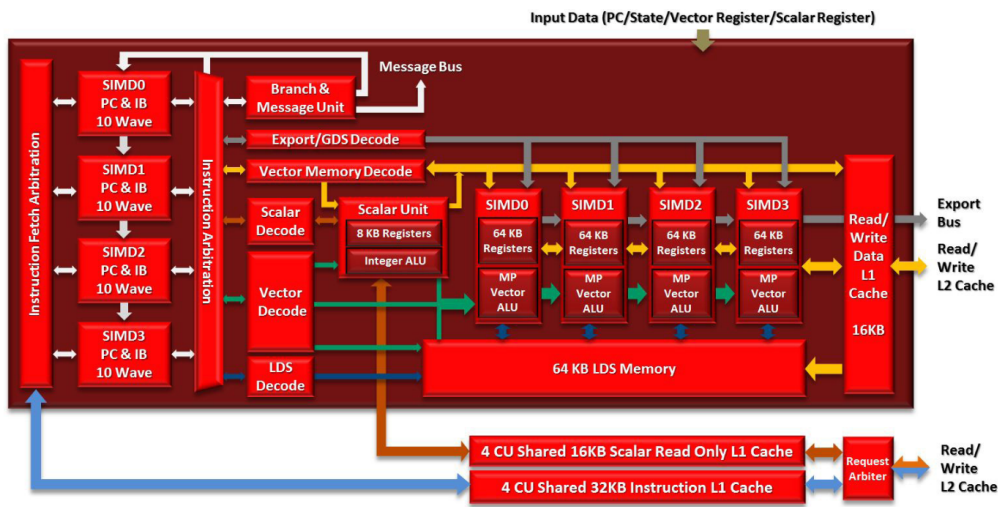 Input Data (PC/State/Vector Register/Scalar Register)
Instruction Fetch Arbitration
SIMD0
PC & IB
10 Wave
SIMD1
PC & IB
10 Wave
SIMD2
PC & IB
10 Wave
SIMD3
PC & IB
10 Wave
Instruction Arbitration
Branch &
Message Unit
Message Bus
Export/GDS Decode
Vector Memory Decode
Scalar
Decode
Scalar Unit
8 KB Registers
Integer ALU
Vector
Decode
LDS
Decode
SIMD0
64 KB
Registers
MP
Vector
ALU
SIMD1
64 KB
Registers
MP
Vector
ALU
SIMD2
64 KB
Registers
MP
Vector
ALU
SIMD3
64 KB
Registers
MP
Vector
ALU
64 KB LDS Memory
Read/
Write
Data
L1
Cache
16KB
Export
Bus
Read/
Write
L2 Cache
4 CU Shared 16KB Scalar Read Only L1 Cache
4 CU Shared 32KB Instruction L1 Cache
Request
Arbiter
Read/
Write
L2 Cache